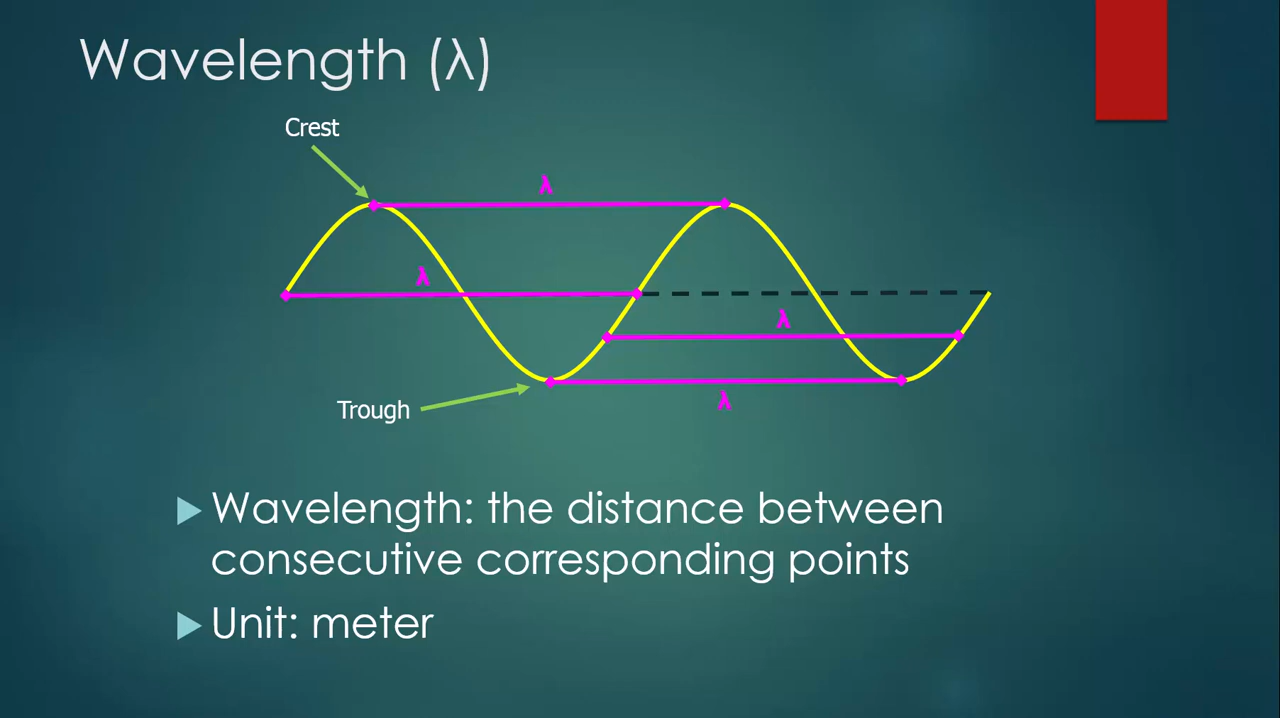 Wavelength (λ)
Crest
λ
λ
λ
λ
Trough
Wavelength: the distance between
consecutive corresponding points
Unit: meter